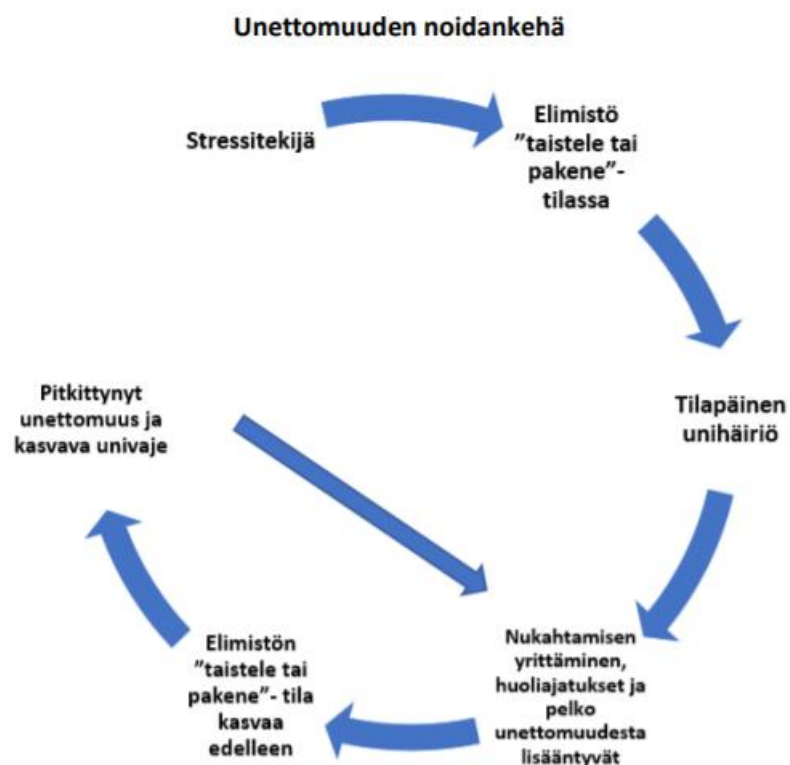 Unettomuuden noidankehä
Stressitekijä
Elimistö
”taistele tai
pakene”-
tilassa
Tilapäinen
unihäiriö
Nukahtamisen
yrittäminen,
huoliajatukset ja
pelko
unettomuudesta
lisääntyvät
Elimistön
”taistele tai
pakene”- tila
kasvaa
edelleen
Pitkittynyt
unettomuus ja
kasvava univaje